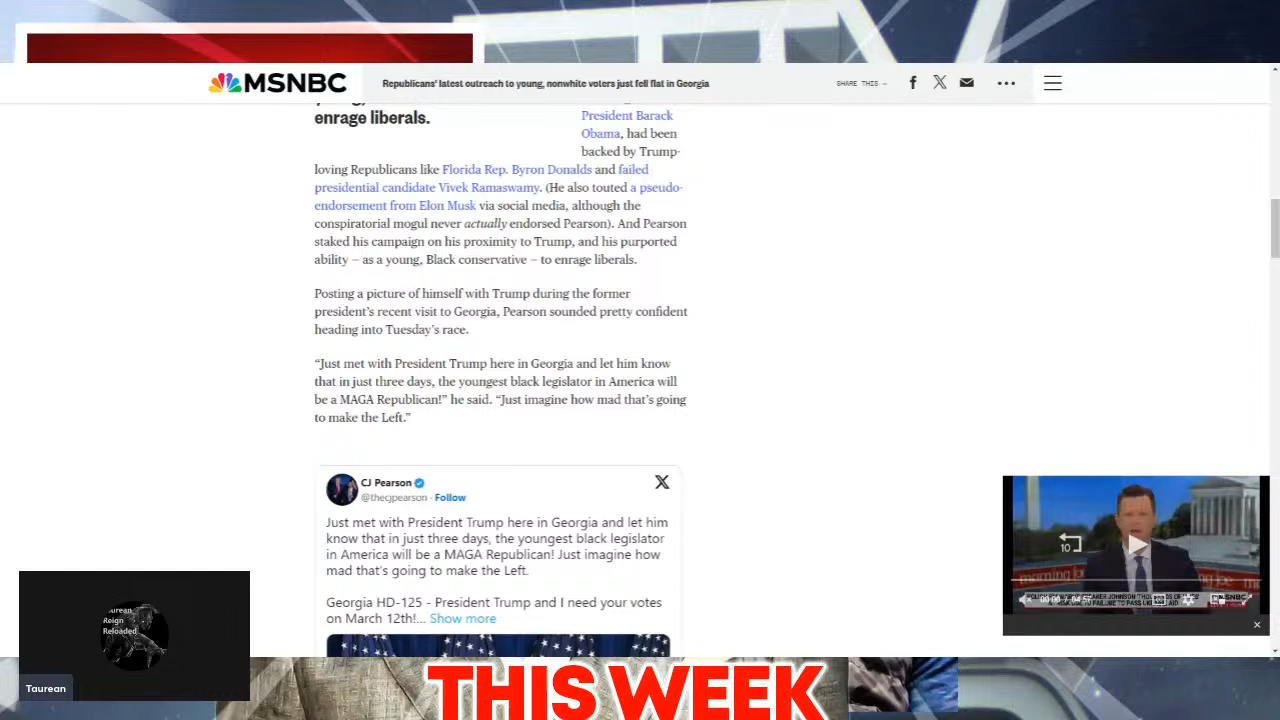 MSNBC
Republicans' latest outreach to young, nonwhite voters just fell flat in Georgia
SHARE THIS —
enrage liberals.
President Barack
Obama, had been
backed by Trump-
loving Republicans like Florida Rep. Byron Donalds and failed
presidential candidate Vivek Ramaswamy. (He also touted a pseudo-
endorsement from Elon Musk via social media, although the
conspiratorial mogul never actually endorsed Pearson). And Pearson
staked his campaign on his proximity to Trump, and his purported
ability — as a young, Black conservative — to enrage liberals.
Posting a picture of himself with Trump during the former
president's recent visit to Georgia, Pearson sounded pretty confident
heading into Tuesday's race.
“Just met with President Trump here in Georgia and let him know
that in just three days, the youngest black legislator in America will
be a MAGA Republican!” he said. “Just imagine how mad that's going
to make the Left.”
CJ Pearson
@thecjpearson · Follow
Just met with President Trump here in Georgia and let him
know that in just three days, the youngest black legislator
in America will be a MAGA Republican! Just imagine how
mad that's going to make the Left.
Georgia HD-125 - President Trump and I need your votes
on March 12th!... Show more
10
morning joe
Taurean
Reign
Reloaded
Taurean
THIS WEEK